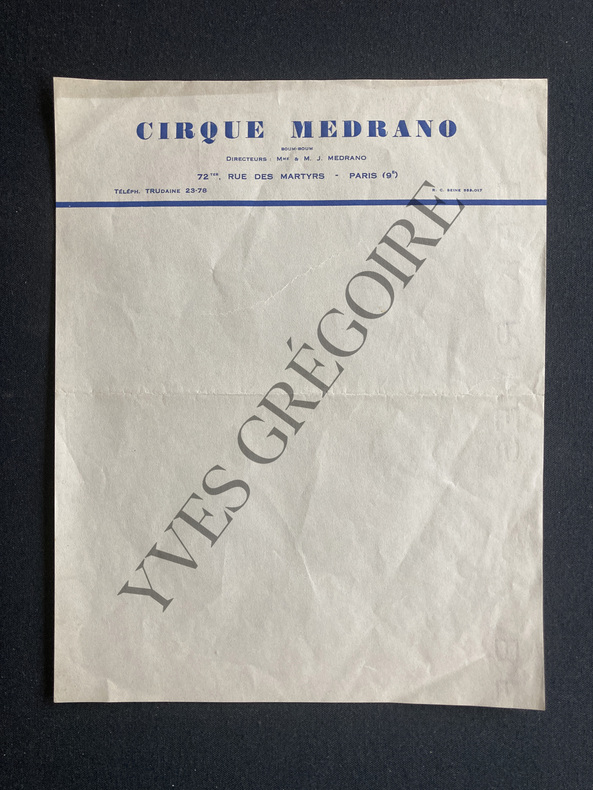 CIRQUE MEDRANO
BOUM-BOUM
DIRECTEURS : MME & M. J. MEDRANO
72TER, RUE DES MARTYRS - PARIS (9E)
TÉLÉPH. TRUDAINE 23-78
R. C. SEINE
YVES GRÉGOIRE